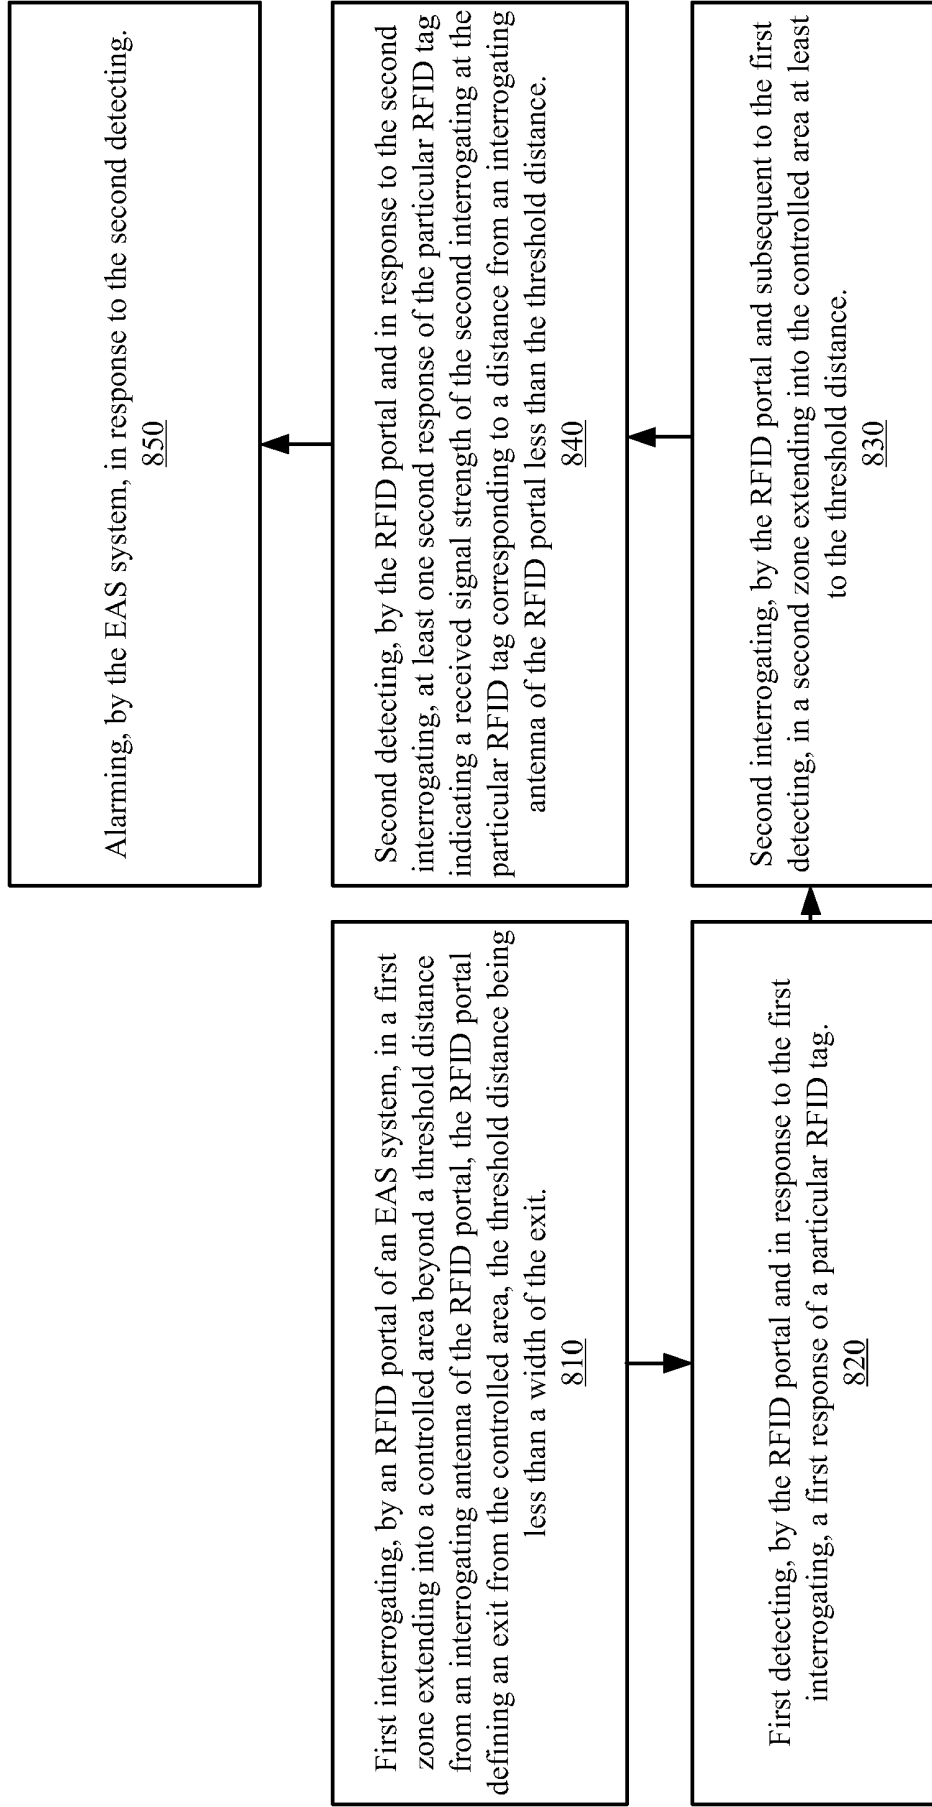 First interrogating, by an RFID portal of an EAS system, in a first
zone extending into a controlled area beyond a threshold distance
from an interrogating antenna of the RFID portal, the RFID portal
defining an exit from the controlled area, the threshold distance being
less than a width of the exit.
810
First detecting, by the RFID portal and in response to the first
interrogating, a first response of a particular RFID tag.
820
Second interrogating, by the RFID portal and subsequent to the first
detecting, in a second zone extending into the controlled area at least
to the threshold distance.
830
Second detecting, by the RFID portal and in response to the second
interrogating, at least one second response of the particular RFID tag
indicating a received signal strength of the second interrogating at the
particular RFID tag corresponding to a distance from an interrogating
antenna of the RFID portal less than the threshold distance.
840
Alarming, by the EAS system, in response to the second detecting.
850